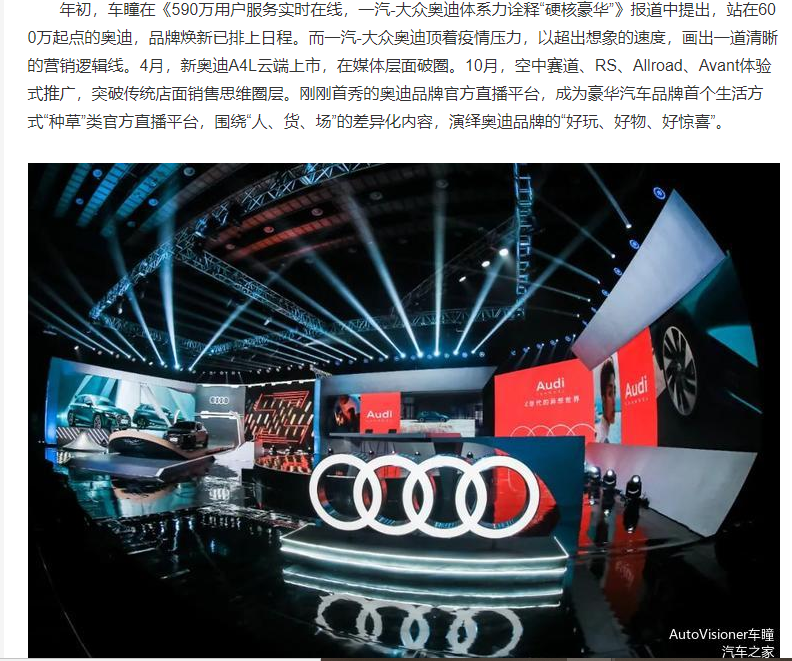 年初，车瞳在《590万用户服务实时在线，一汽-大众奥迪体系力诠释“硬核豪华”》报道中提出，站在60
0万起点的奥迪，品牌焕新已排上日程。而一汽-大众奥迪顶着疫情压力，以超出想象的速度，画出一道清晰
的营销逻辑线。4月，新奥迪A4L云端上市，在媒体层面破圈。10月，空中赛道、RS、Allroad、Avant体验
式推广，突破传统店面销售思维圈层。刚刚首秀的奥迪品牌官方直播平台，成为豪华汽车品牌首个生活方
式“种草”类官方直播平台，围绕“人、货、场”的差异化内容，演绎奥迪品牌的“好玩、好物、好惊喜”。
Audi
Audi
Z世代的异想世界
Audi
AutoVisioner车瞳
汽车之家